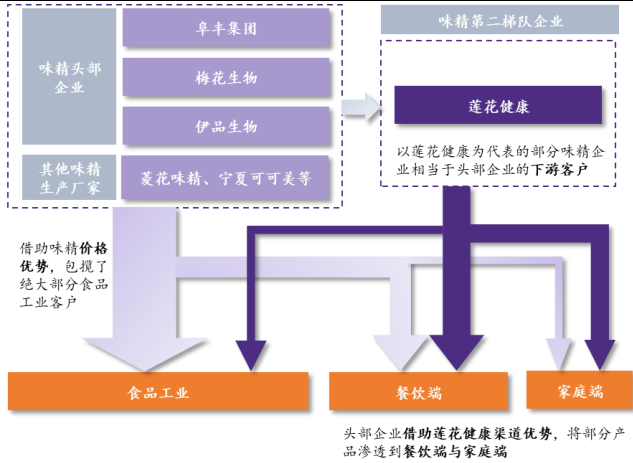 味精头部
企业
阜丰集团
梅花生物
伊品生物
其他味精
生产厂家
菱花味精、宁夏可可美等
味精第二梯队企业
莲花健康
以莲花健康为代表的部分味精企
业相当于头部企业的下游客户
借助味精价格
优势，包揽了
绝大部分食品
工业客户
食品工业
餐饮端
家庭端
头部企业借助莲花健康渠道优势，将部分产
品渗透到餐饮端与家庭端